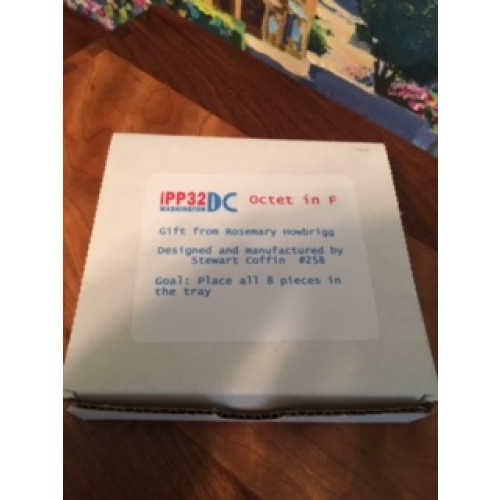 IPP32 DC Octet in F
WASHINGTON
Gift from Rosemary Howbrigg
Designed and manufactured by
Stewart Coffin #258
Goal: Place all 8 pieces in
the tray